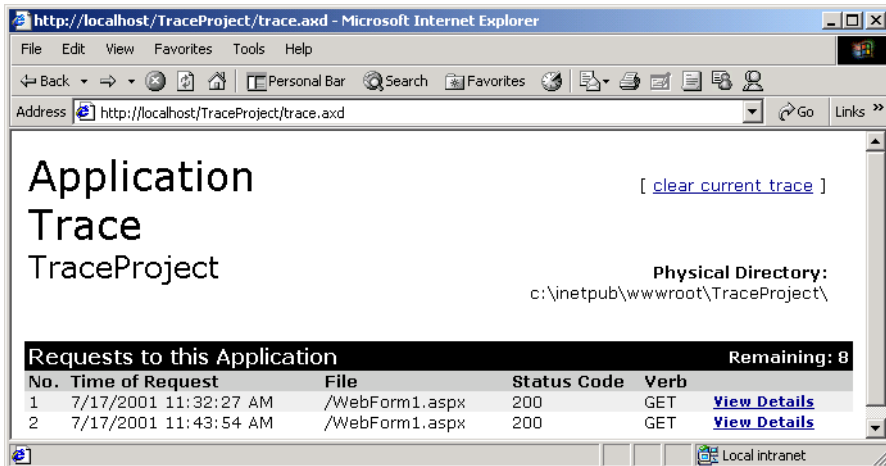 http://localhost/TraceProject/trace.axd - Microsoft Internet Explorer
File Edit View Favorites Tools Help
Back Personal Bar Search Favorites
Address http://localhost/TraceProject/trace.axd Go Links »
Application
Trace
[ clear current trace ]
TraceProject
Physical Directory:
c:\inetpub\wwwroot\TraceProject\
Requests to this Application Remaining: 8
No. Time of Request File Status Code Verb
1 7/17/2001 11:32:27 AM /WebForm1.aspx 200 GET View Details
2 7/17/2001 11:43:54 AM /WebForm1.aspx 200 GET View Details
Local intranet